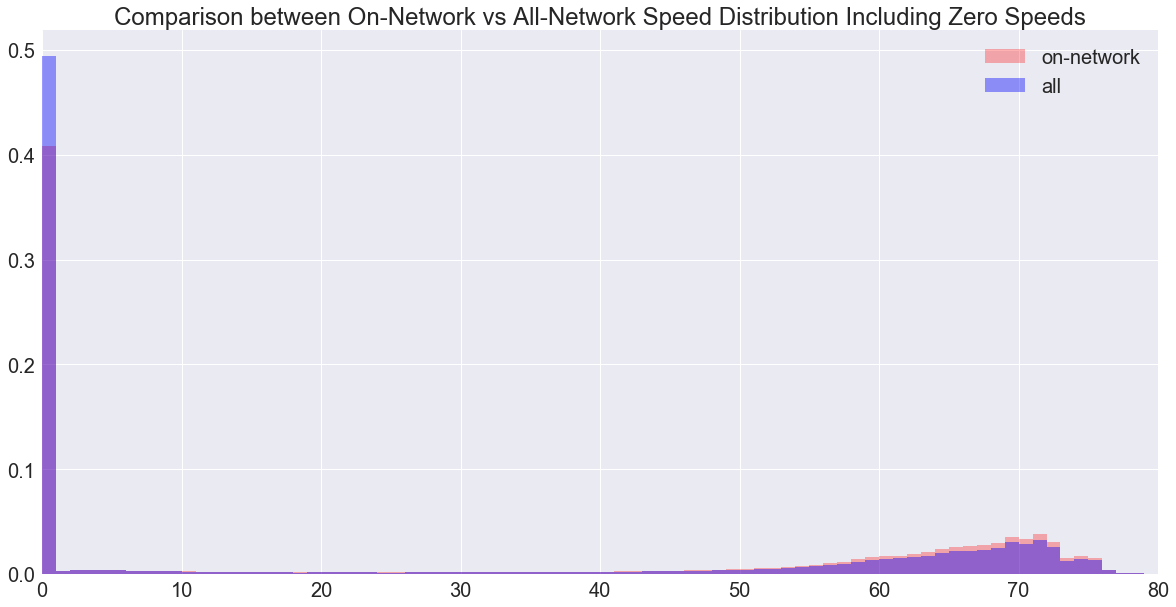 Comparison between On-Network vs All-Network Speed Distribution Including Zero Speeds
on-network
all
0.5
0.4
0.3
0.2
0.1
0.0
0 10 20 30 40 50 60 70 80